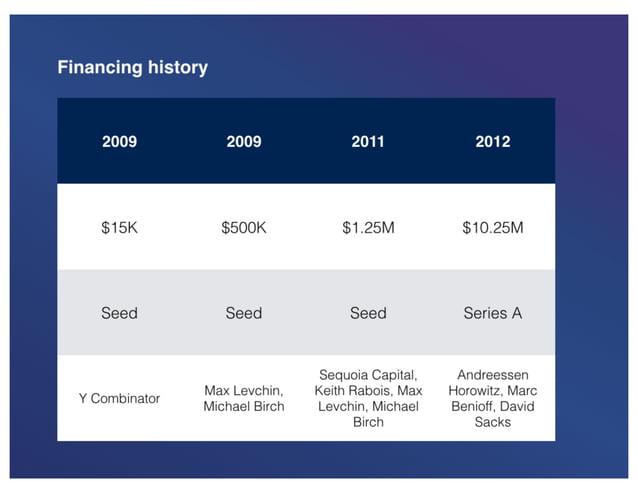 Financing history
2009 2009 2011 2012
$15K $500K $1.25M $10.25M
Seed Seed Seed Series A
Y Combinator
Max Levchin,
Michael Birch
Sequoia Capital,
Keith Rabois, Max
Levchin, Michael
Birch
Andreessen
Horowitz, Marc
Benioff, David
Sacks